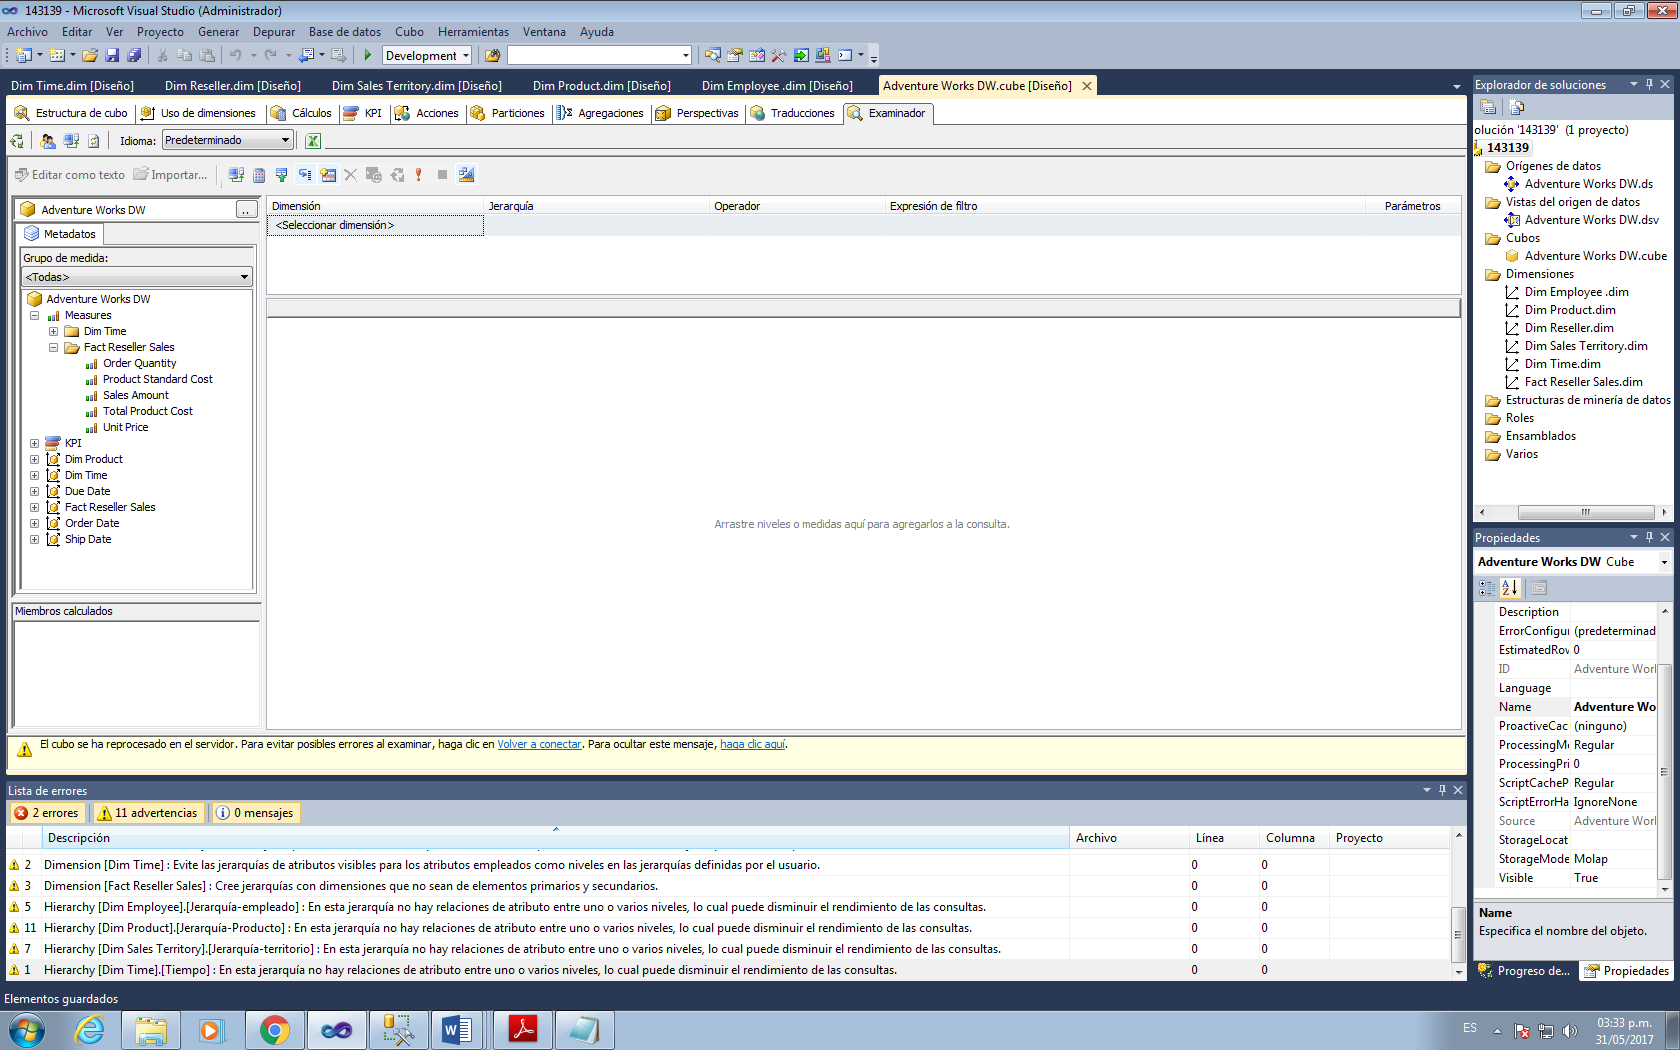 143139 - Microsoft Visual Studio (Administrador)
Archivo Editar Ver Proyecto Generar Depurar Base de datos Cubo Herramientas Ventana Ayuda
Development
Dim Time.dim [Diseño] Dim Reseller.dim [Diseño] Dim Sales Territory.dim [Diseño] Dim Product.dim [Diseño] Dim Employee .dim [Diseño] Adventure Works DW.cube [Diseño]
Estructura de cubo Uso de dimensiones Cálculos KPI Acciones Particiones Agregaciones Perspectivas Traducciones Examinador
Idioma: Predeterminado
Editar como texto Importar...
Adventure Works DW ..
Metadatos
Grupo de medida:
<Todas>
Adventure Works DW
Measures
Dim Time
Fact Reseller Sales
Order Quantity
Product Standard Cost
Sales Amount
Total Product Cost
Unit Price
KPI
Dim Product
Dim Time
Due Date
Fact Reseller Sales
Order Date
Ship Date
Miembros calculados
Dimensión Jerarquía Operador Expresión de filtro Parámetros
<Seleccionar dimensión>
Arrastre niveles o medidas aquí para agregarlos a la consulta.
El cubo se ha reprocesado en el servidor. Para evitar posibles errores al examinar, haga clic en Volver a conectar. Para ocultar este mensaje, haga clic aquí.
Lista de errores
2 errores 11 advertencias 0 mensajes
Descripción Archivo Línea Columna Proyecto
2 Dimension [Dim Time] : Evite las jerarquías de atributos visibles para los atributos empleados como niveles en las jerarquías definidas por el usuario. 0 0
3 Dimension [Fact Reseller Sales] : Cree jerarquías con dimensiones que no sean de elementos primarios y secundarios. 0 0
5 Hierarchy [Dim Employee].[Jerarquía-empleado] : En esta jerarquía no hay relaciones de atributo entre uno o varios niveles, lo cual puede disminuir el rendimiento de las consultas. 0 0
11 Hierarchy [Dim Product].[Jerarquía-Producto] : En esta jerarquía no hay relaciones de atributo entre uno o varios niveles, lo cual puede disminuir el rendimiento de las consultas. 0 0
7 Hierarchy [Dim Sales Territory].[Jerarquía-territorio] : En esta jerarquía no hay relaciones de atributo entre uno o varios niveles, lo cual puede disminuir el rendimiento de las consultas. 0 0
1 Hierarchy [Dim Time].[Tiempo] : En esta jerarquía no hay relaciones de atributo entre uno o varios niveles, lo cual puede disminuir el rendimiento de las consultas. 0 0
Explorador de soluciones
olución '143139' (1 proyecto)
143139
Orígenes de datos
Adventure Works DW.ds
Vistas del origen de datos
Adventure Works DW.dsv
Cubos
Adventure Works DW.cube
Dimensiones
Dim Employee .dim
Dim Product.dim
Dim Reseller.dim
Dim Sales Territory.dim
Dim Time.dim
Fact Reseller Sales.dim
Estructuras de minería de datos
Roles
Ensamblados
Varios
Propiedades
Adventure Works DW Cube
Description
ErrorConfigu (predeterminad
EstimatedRov 0
ID Adventure Worl
Language
Name Adventure Wo
ProactiveCac (ninguno)
ProcessingMo Regular
ProcessingPri 0
ScriptCacheP Regular
ScriptErrorHa IgnoreNone
Source Adventure Worl
StorageLocat
StorageMode Molap
Visible True
Name
Especifica el nombre del objeto.
Progreso de... Propiedades
Elementos guardados
ES 03:33 p.m.
31/05/2017